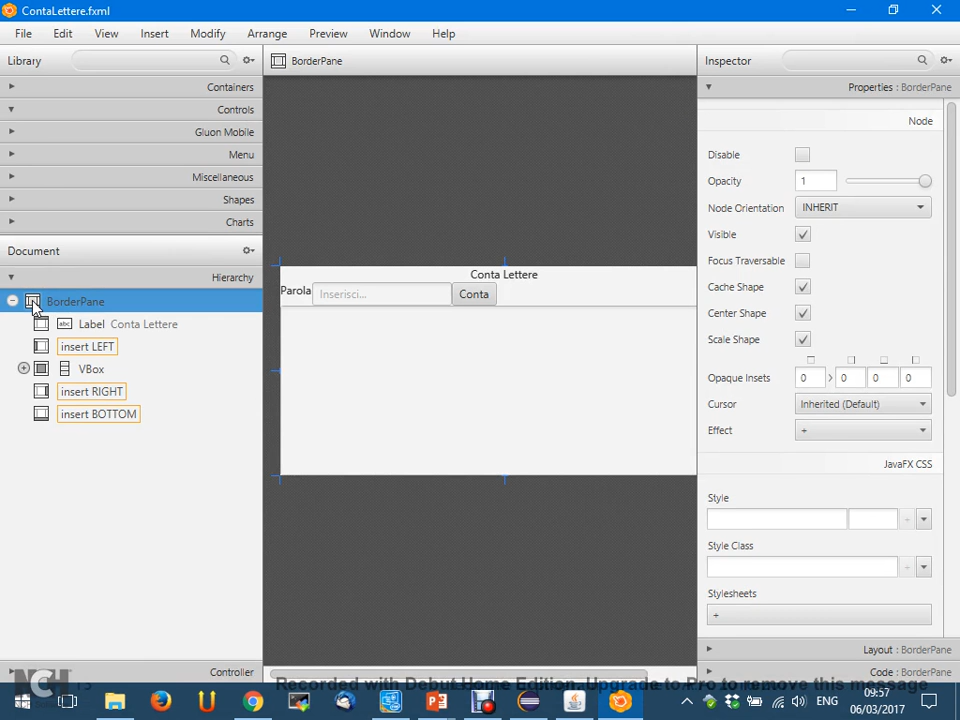 ContaLettere.fxml
File Edit View Insert Modify Arrange Preview Window Help
Library
BorderPane
Inspector
Containers
Controls
Gluon Mobile
Menu
Miscellaneous
Shapes
Charts
Document
Hierarchy
BorderPane
Label Conta Lettere
insert LEFT
VBox
insert RIGHT
insert BOTTOM
Controller
Conta Lettere
Parola Inserisci... Conta
Properties : BorderPane
Node
Disable
Opacity 1
Node Orientation INHERIT
Visible
Focus Traversable
Cache Shape
Center Shape
Scale Shape
Opaque Insets 0 0 0 0
Cursor Inherited (Default)
Effect +
JavaFX CSS
Style
Style Class
Stylesheets
+
Layout : BorderPane
Code : BorderPane
NCH
Recorded with Debut Home Edition. Upgrade to Pro to remove this message
ENG
09:57
06/03/2017